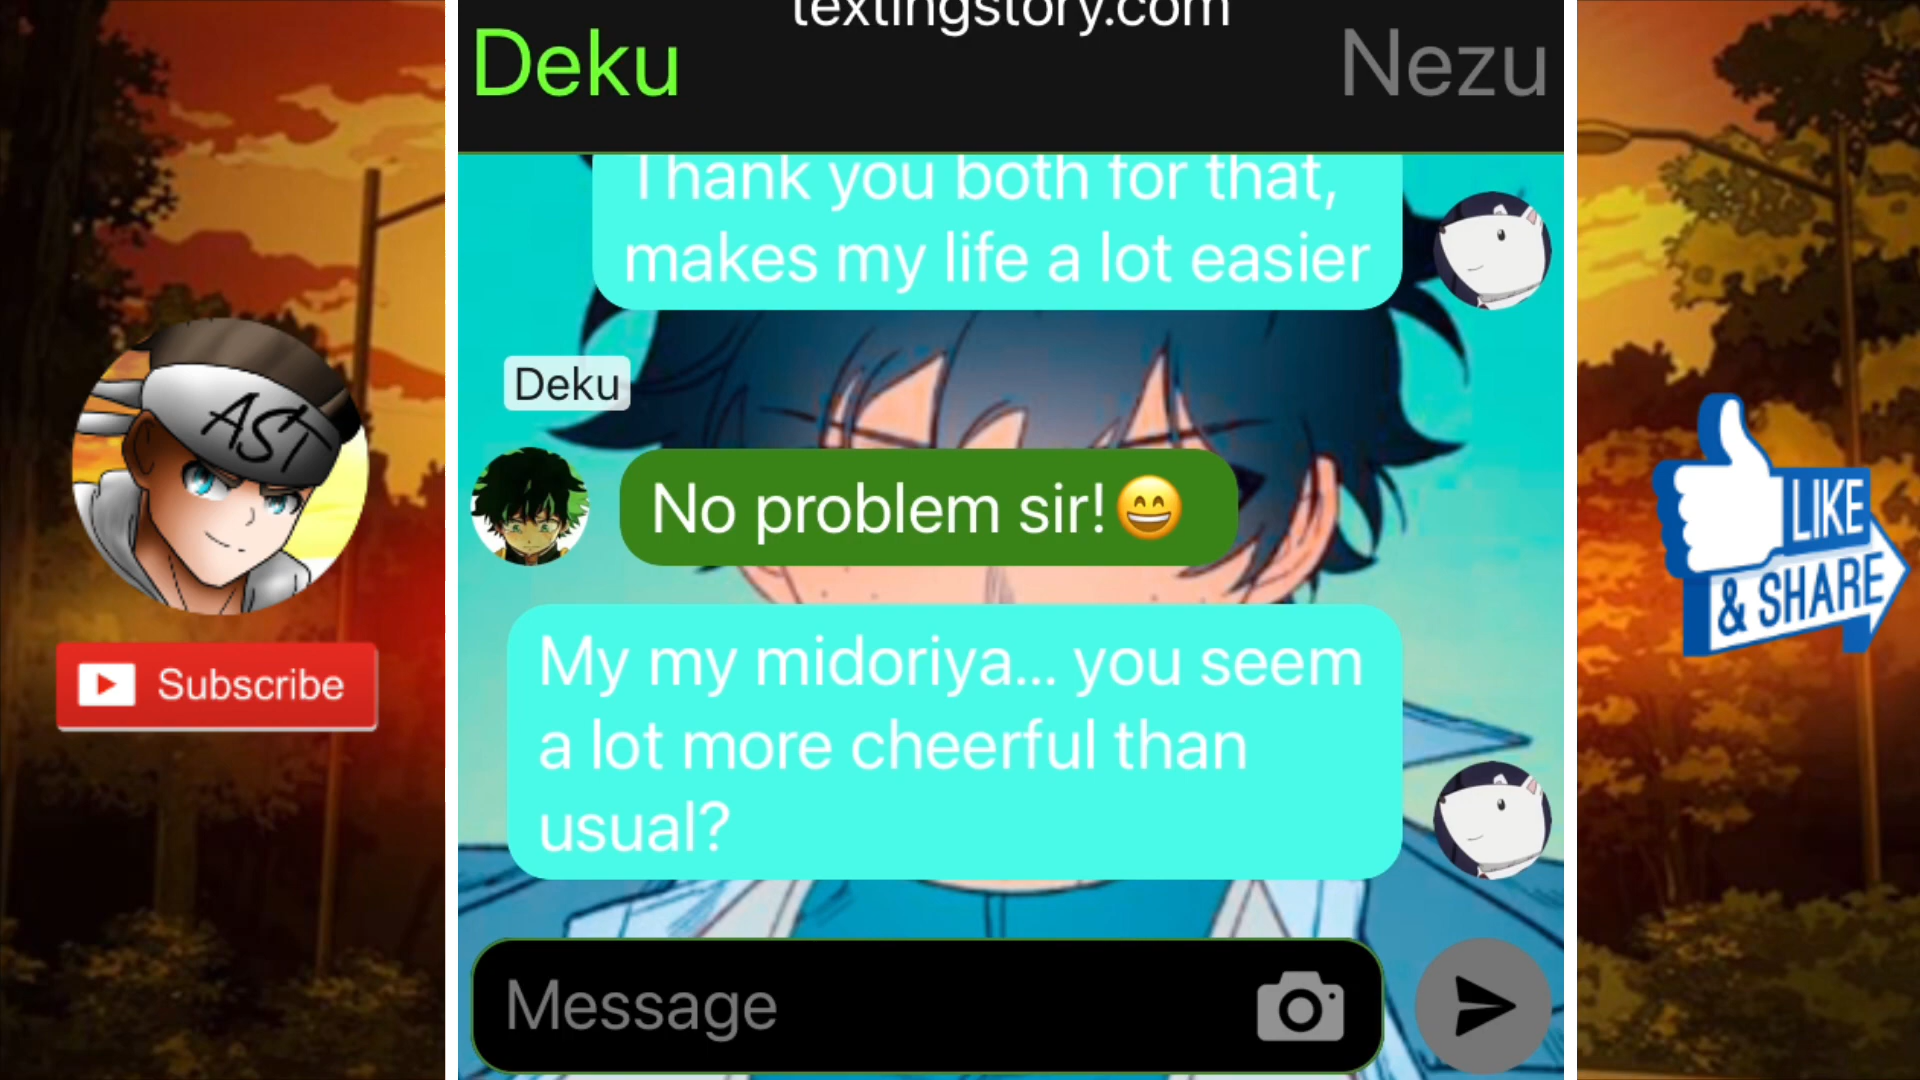 textingstory.com
Deku
Nezu
Thank you both for that,
makes my life a lot easier
Deku
No problem sir!😄
My my midoriya... you seem
a lot more cheerful than
usual?
Message
AST
Subscribe
LIKE
& SHARE